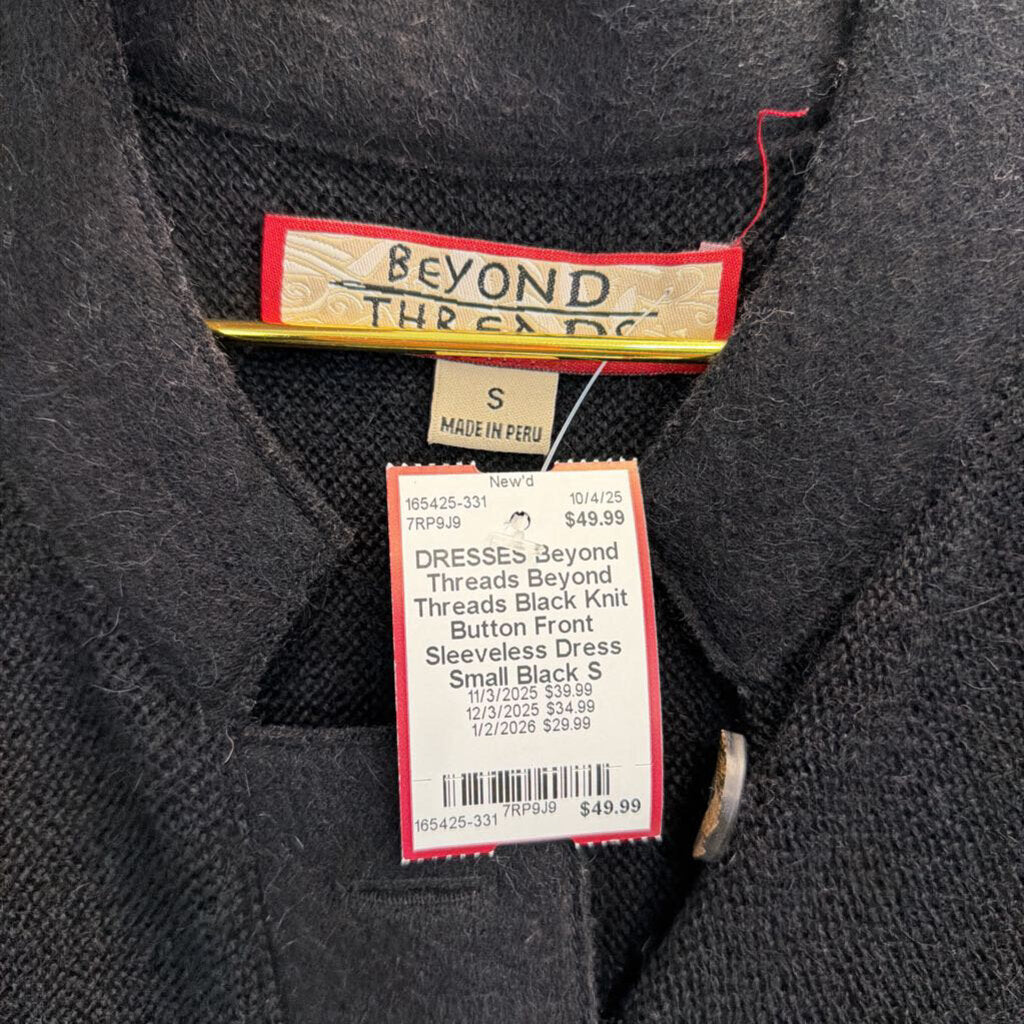 BEYOND
THREADS
S
MADE IN PERU
New'd
165425-331 10/4/25
7RP9J9 $49.99
DRESSES Beyond
Threads Beyond
Threads Black Knit
Button Front
Sleeveless Dress
Small Black S
11/3/2025 $39.99
12/3/2025 $34.99
1/2/2026 $29.99
165425-331 7RP9J9 $49.99